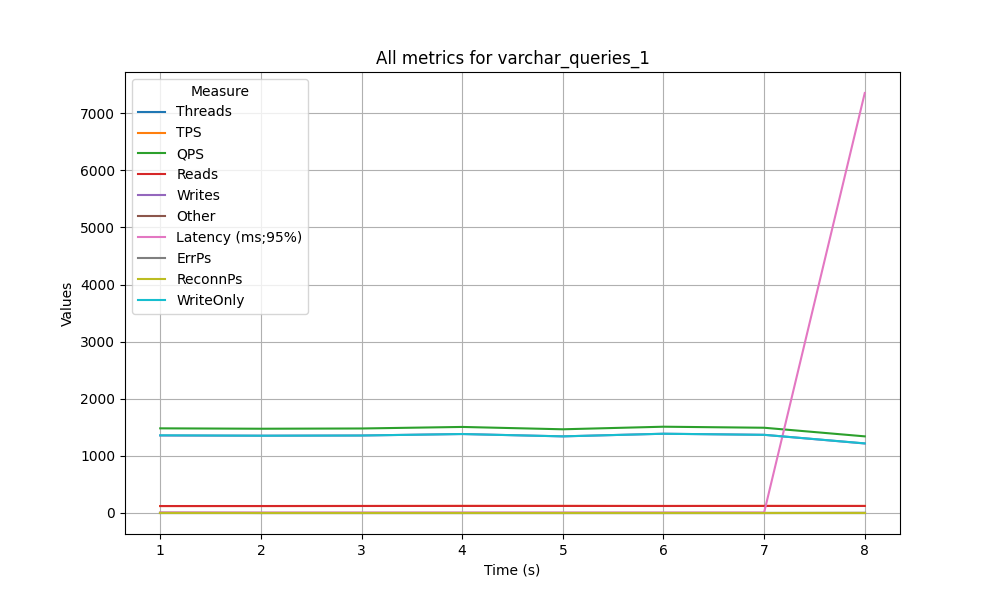 All metrics for varchar_queries_1
Measure
Threads
TPS
QPS
Reads
Writes
Other
Latency (ms;95%)
ErrPs
ReconnPs
WriteOnly
Values
7000
6000
5000
4000
3000
2000
1000
0
1 2 3 4 5 6 7 8
Time (s)